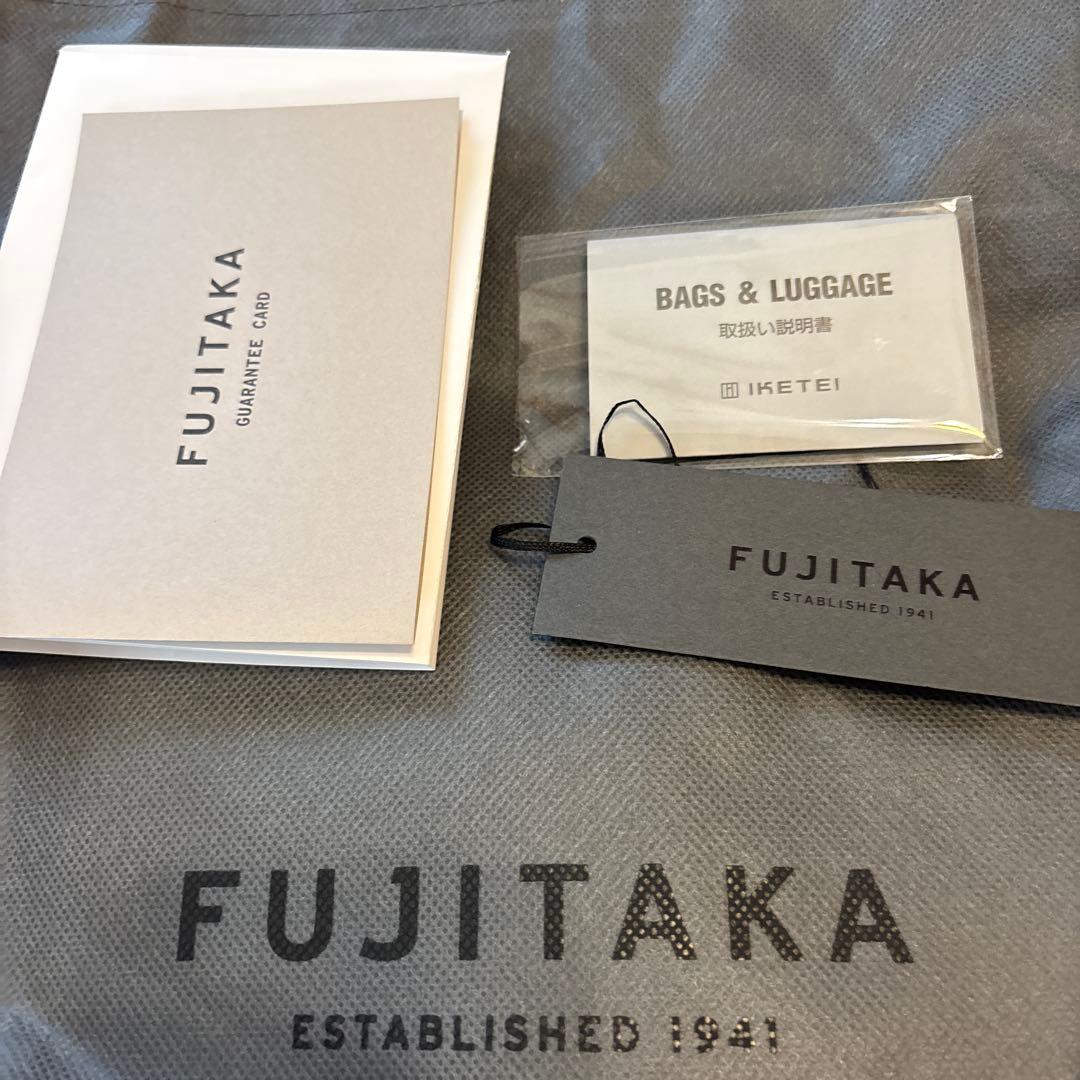 FUJITAKA
GUARANTEE CARD
BAGS & LUGGAGE
取扱い説明書
IKETEI
FUJITAKA
ESTABLISHED 1941
FUJITAKA
ESTABLISHED 1941